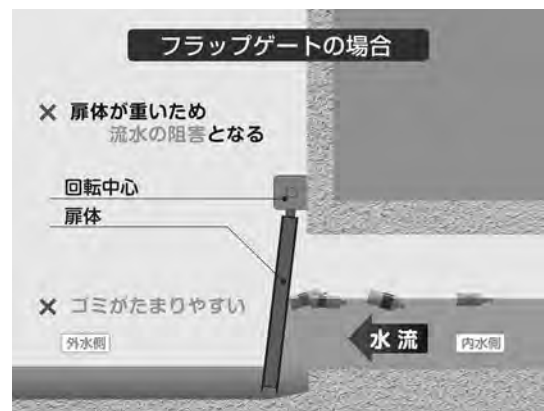 フラップゲートの場合
× 扉体が重いため
流水の阻害となる
回転中心
扉体
× ゴミがたまりやすい
外水側
水流
内水側